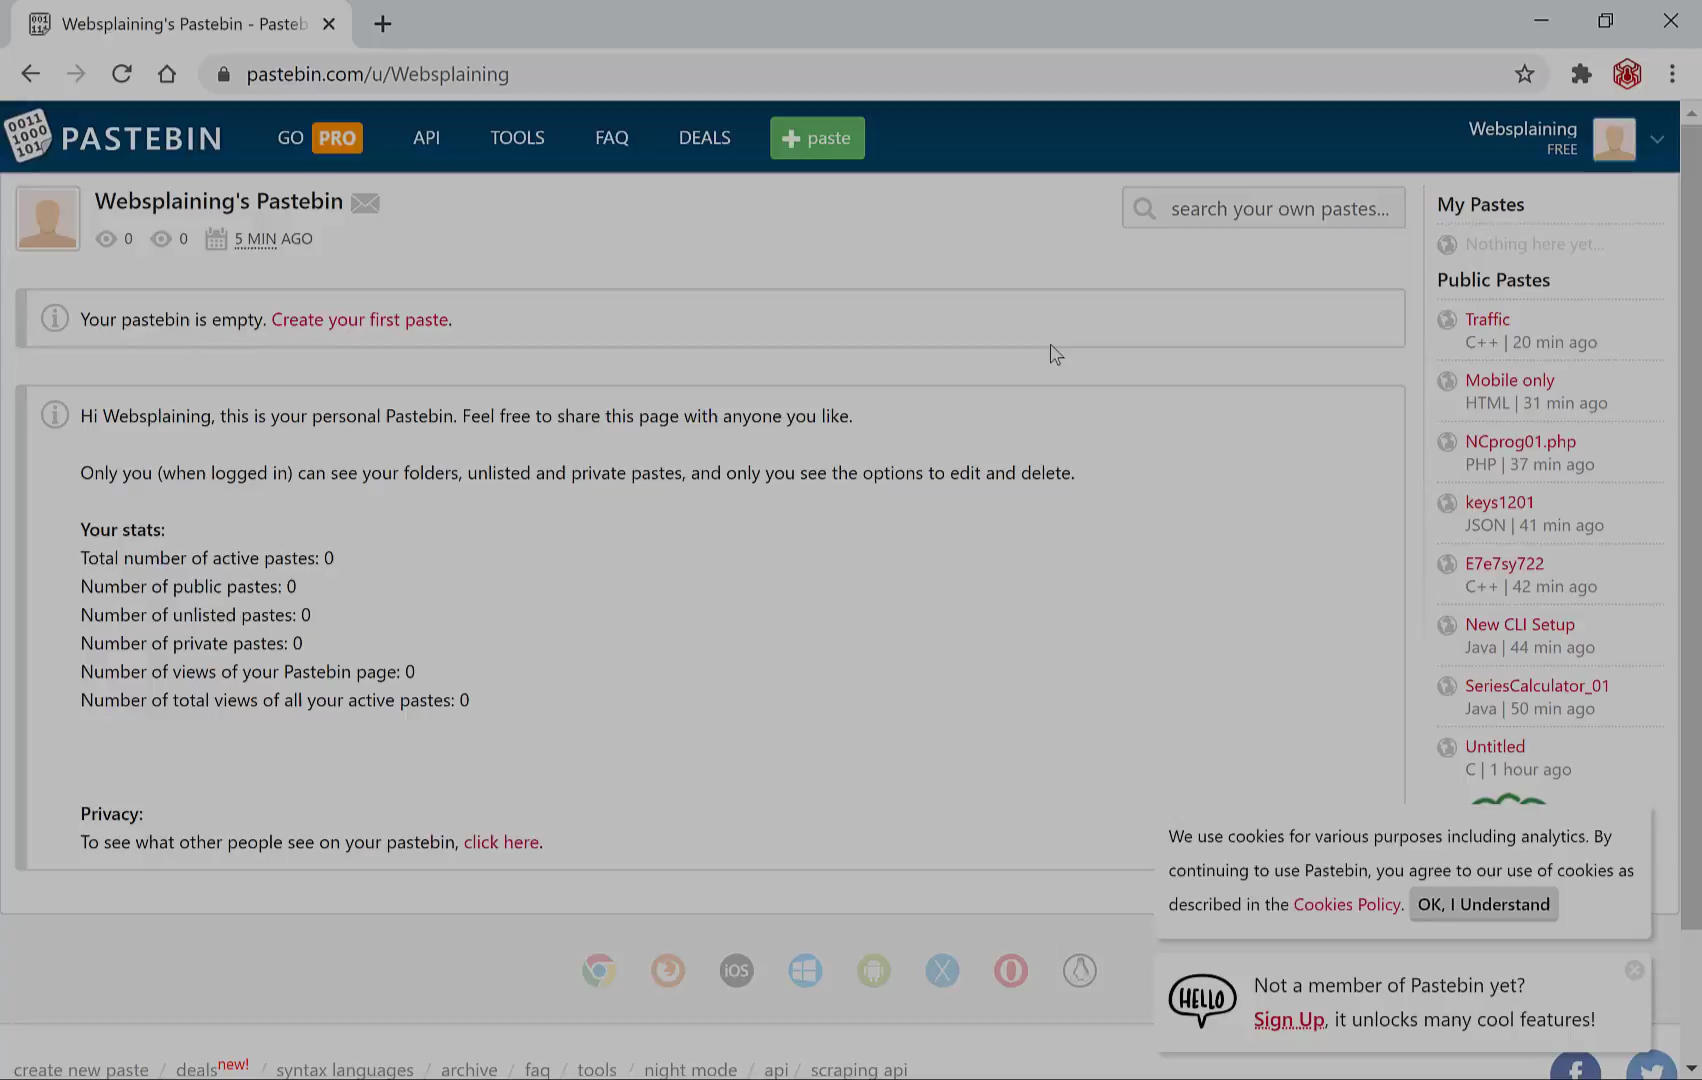 Websplaining's Pastebin - Pasteb
pastebin.com/u/Websplaining
0011
1000
101
PASTEBIN
GO PRO
API
TOOLS
FAQ
DEALS
paste
Websplaining
FREE
Websplaining's Pastebin
0 0 5 MIN AGO
search your own pastes...
Your pastebin is empty. Create your first paste.
Hi Websplaining, this is your personal Pastebin. Feel free to share this page with anyone you like.
Only you (when logged in) can see your folders, unlisted and private pastes, and only you see the options to edit and delete.
Your stats:
Total number of active pastes: 0
Number of public pastes: 0
Number of unlisted pastes: 0
Number of private pastes: 0
Number of views of your Pastebin page: 0
Number of total views of all your active pastes: 0
Privacy:
To see what other people see on your pastebin, click here.
My Pastes
Nothing here yet...
Public Pastes
Traffic
C++ | 20 min ago
Mobile only
HTML | 31 min ago
NCprog01.php
PHP | 37 min ago
keys1201
JSON | 41 min ago
E7e7sy722
C++ | 42 min ago
New CLI Setup
Java | 44 min ago
SeriesCalculator_01
Java | 50 min ago
Untitled
C | 1 hour ago
We use cookies for various purposes including analytics. By
continuing to use Pastebin, you agree to our use of cookies as
described in the Cookies Policy. OK, I Understand
iOS
HELLO
Not a member of Pastebin yet?
Sign Up, it unlocks many cool features!
create new paste / deals new! / syntax languages / archive / faq / tools / night mode / api / scraping api